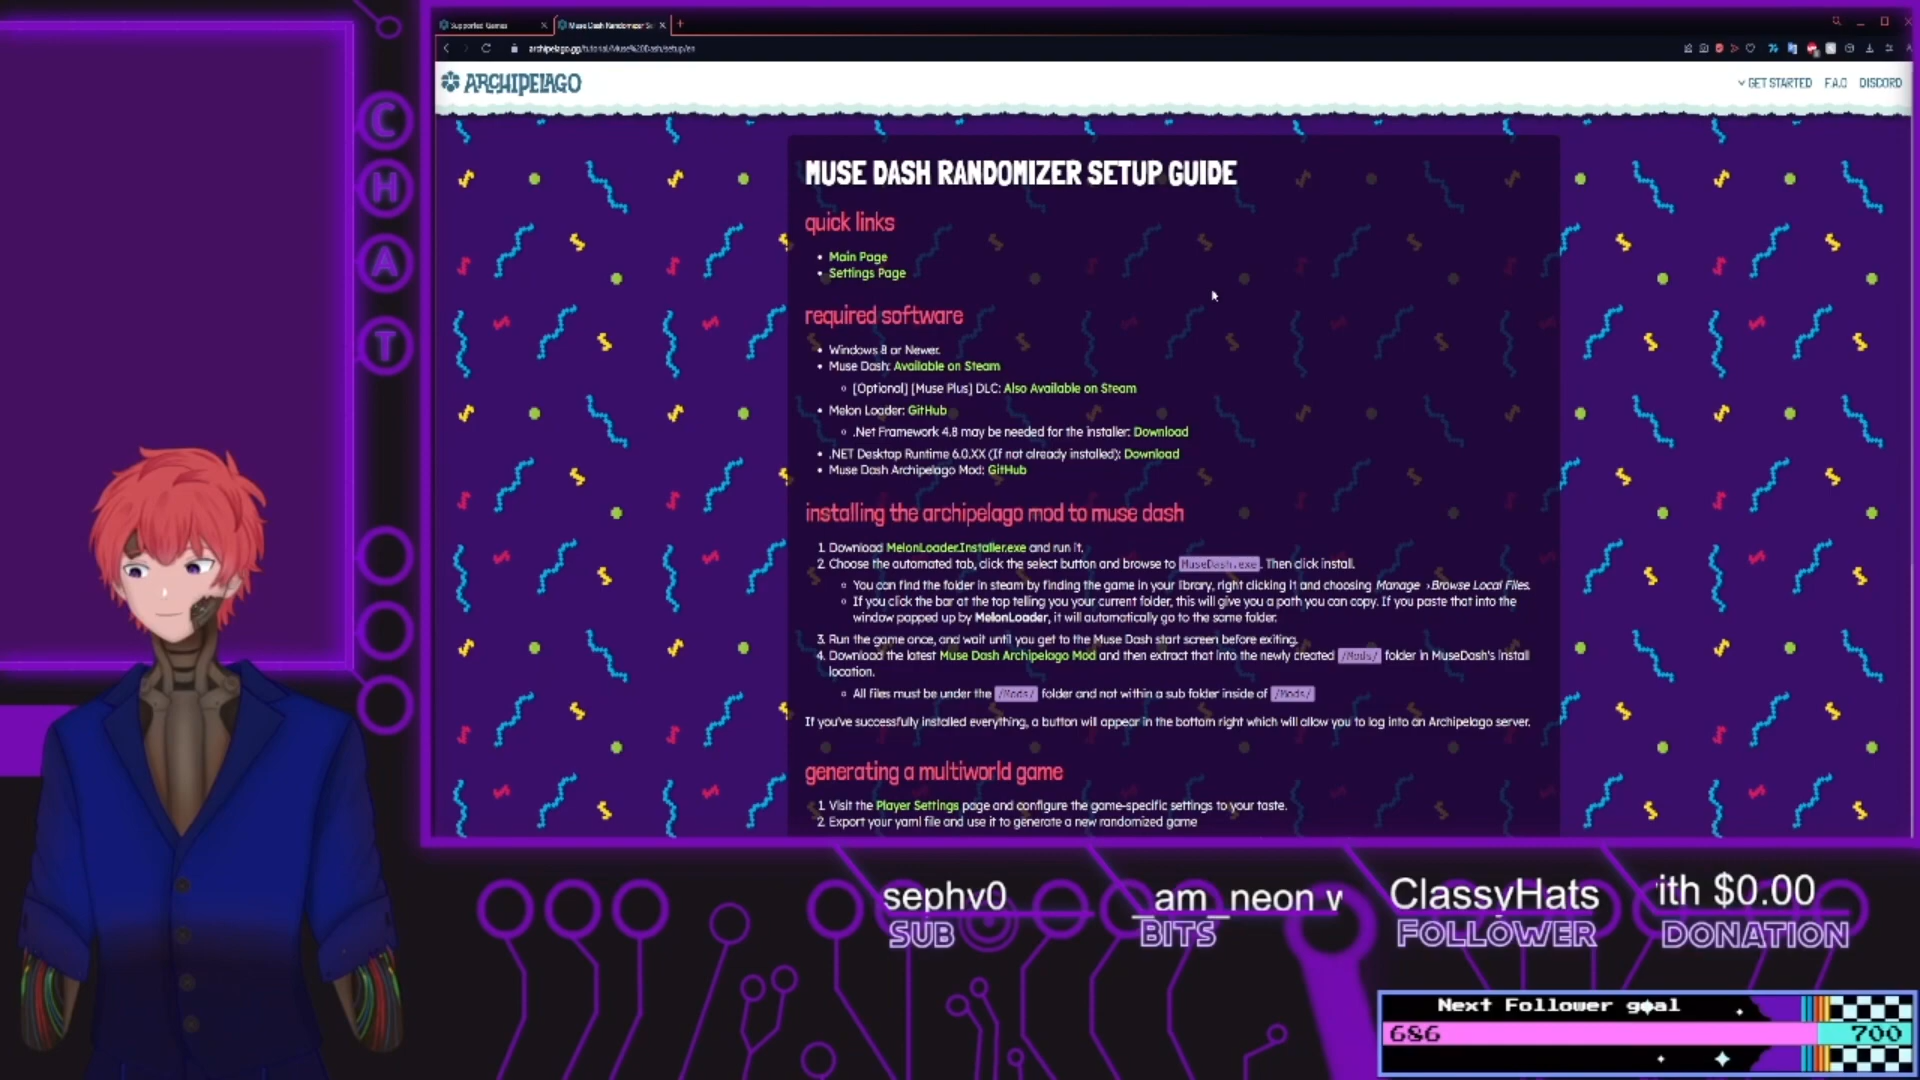 Supported Games
Muse Dash Randomizer Se
archipelago.gg/tutorial/Muse%20Dash/setup/en
ARCHIPELAGO
GET STARTED
F.A.Q
DISCORD
C
H
A
T
MUSE DASH RANDOMIZER SETUP GUIDE
quick links
Main Page
Settings Page
required software
Windows 8 or Newer.
Muse Dash: Available on Steam
[Optional] [Muse Plus] DLC: Also Available on Steam
Melon Loader: GitHub
.Net Framework 4.8 may be needed for the installer: Download
.NET Desktop Runtime 6.0.XX (If not already installed): Download
Muse Dash Archipelago Mod: GitHub
installing the archipelago mod to muse dash
1. Download MelonLoader.Installer.exe and run it.
2. Choose the automated tab, click the select button and browse to MuseDash.exe. Then click install.
You can find the folder in steam by finding the game in your library, right clicking it and choosing Manage→Browse Local Files.
If you click the bar at the top telling you your current folder, this will give you a path you can copy. If you paste that into the
window popped up by MelonLoader, it will automatically go to the same folder.
3. Run the game once, and wait until you get to the Muse Dash start screen before exiting.
4. Download the latest Muse Dash Archipelago Mod and then extract that into the newly created /Mods/ folder in MuseDash's install
location.
All files must be under the /Mods/ folder and not within a sub folder inside of /Mods/
If you've successfully installed everything, a button will appear in the bottom right which will allow you to log into an Archipelago server.
generating a multiworld game
1. Visit the Player Settings page and configure the game-specific settings to your taste.
2. Export your yaml file and use it to generate a new randomized game
sephv0
SUB
_am_neon w
BITS
ClassyHats
FOLLOWER
ith $0.00
DONATION
Next Follower goal
686
700